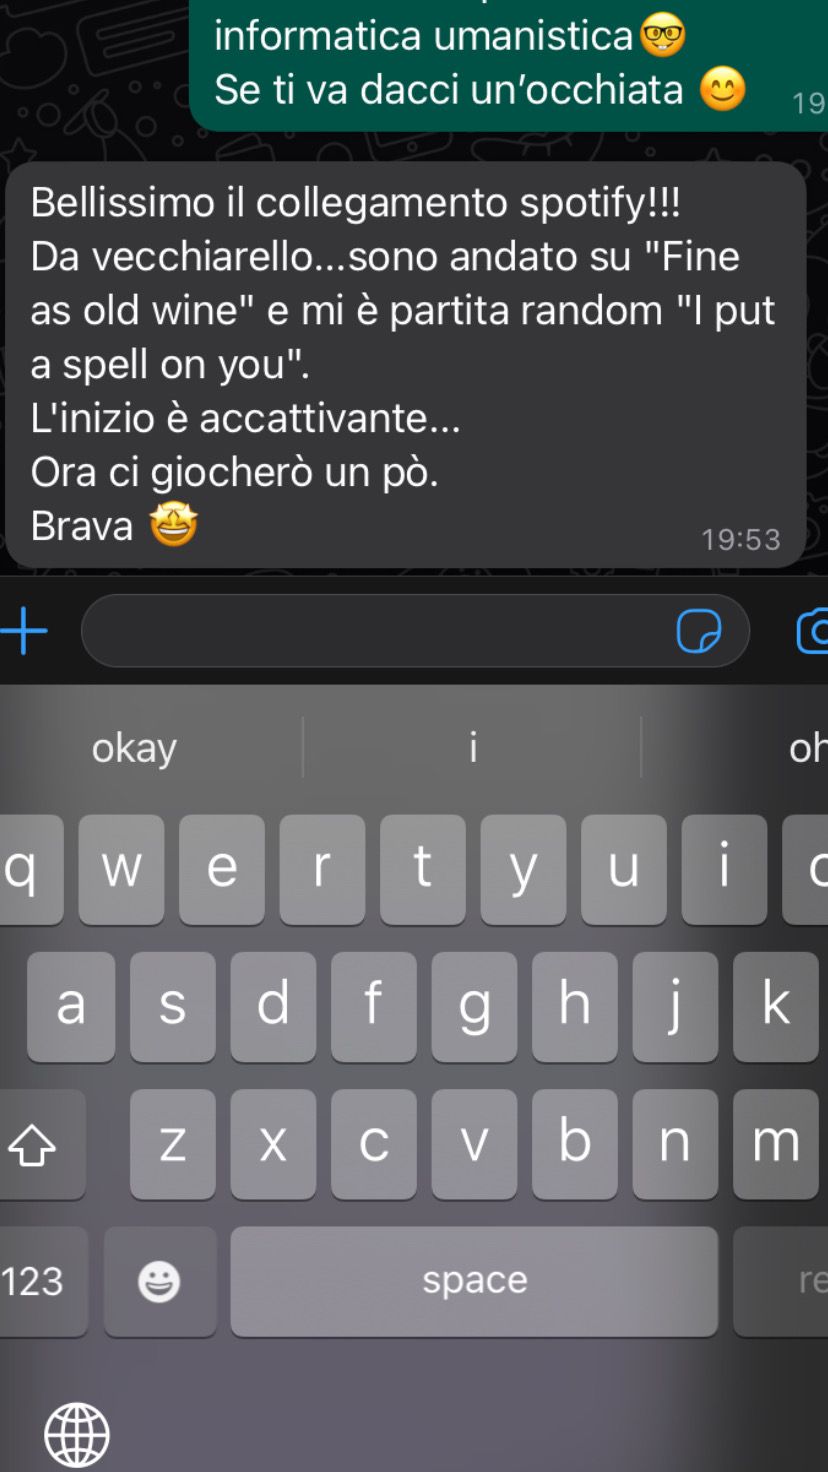 informatica umanistica🤓
Se ti va dacci un’occhiata 😊
19
Bellissimo il collegamento spotify!!!
Da vecchiarello...sono andato su "Fine
as old wine" e mi è partita random "I put
a spell on you".
L'inizio è accattivante...
Ora ci giocherò un pò.
Brava 🤩
19:53
okay i oh
q w e r t y u i
a s d f g h j k
z x c v b n m
123 space re